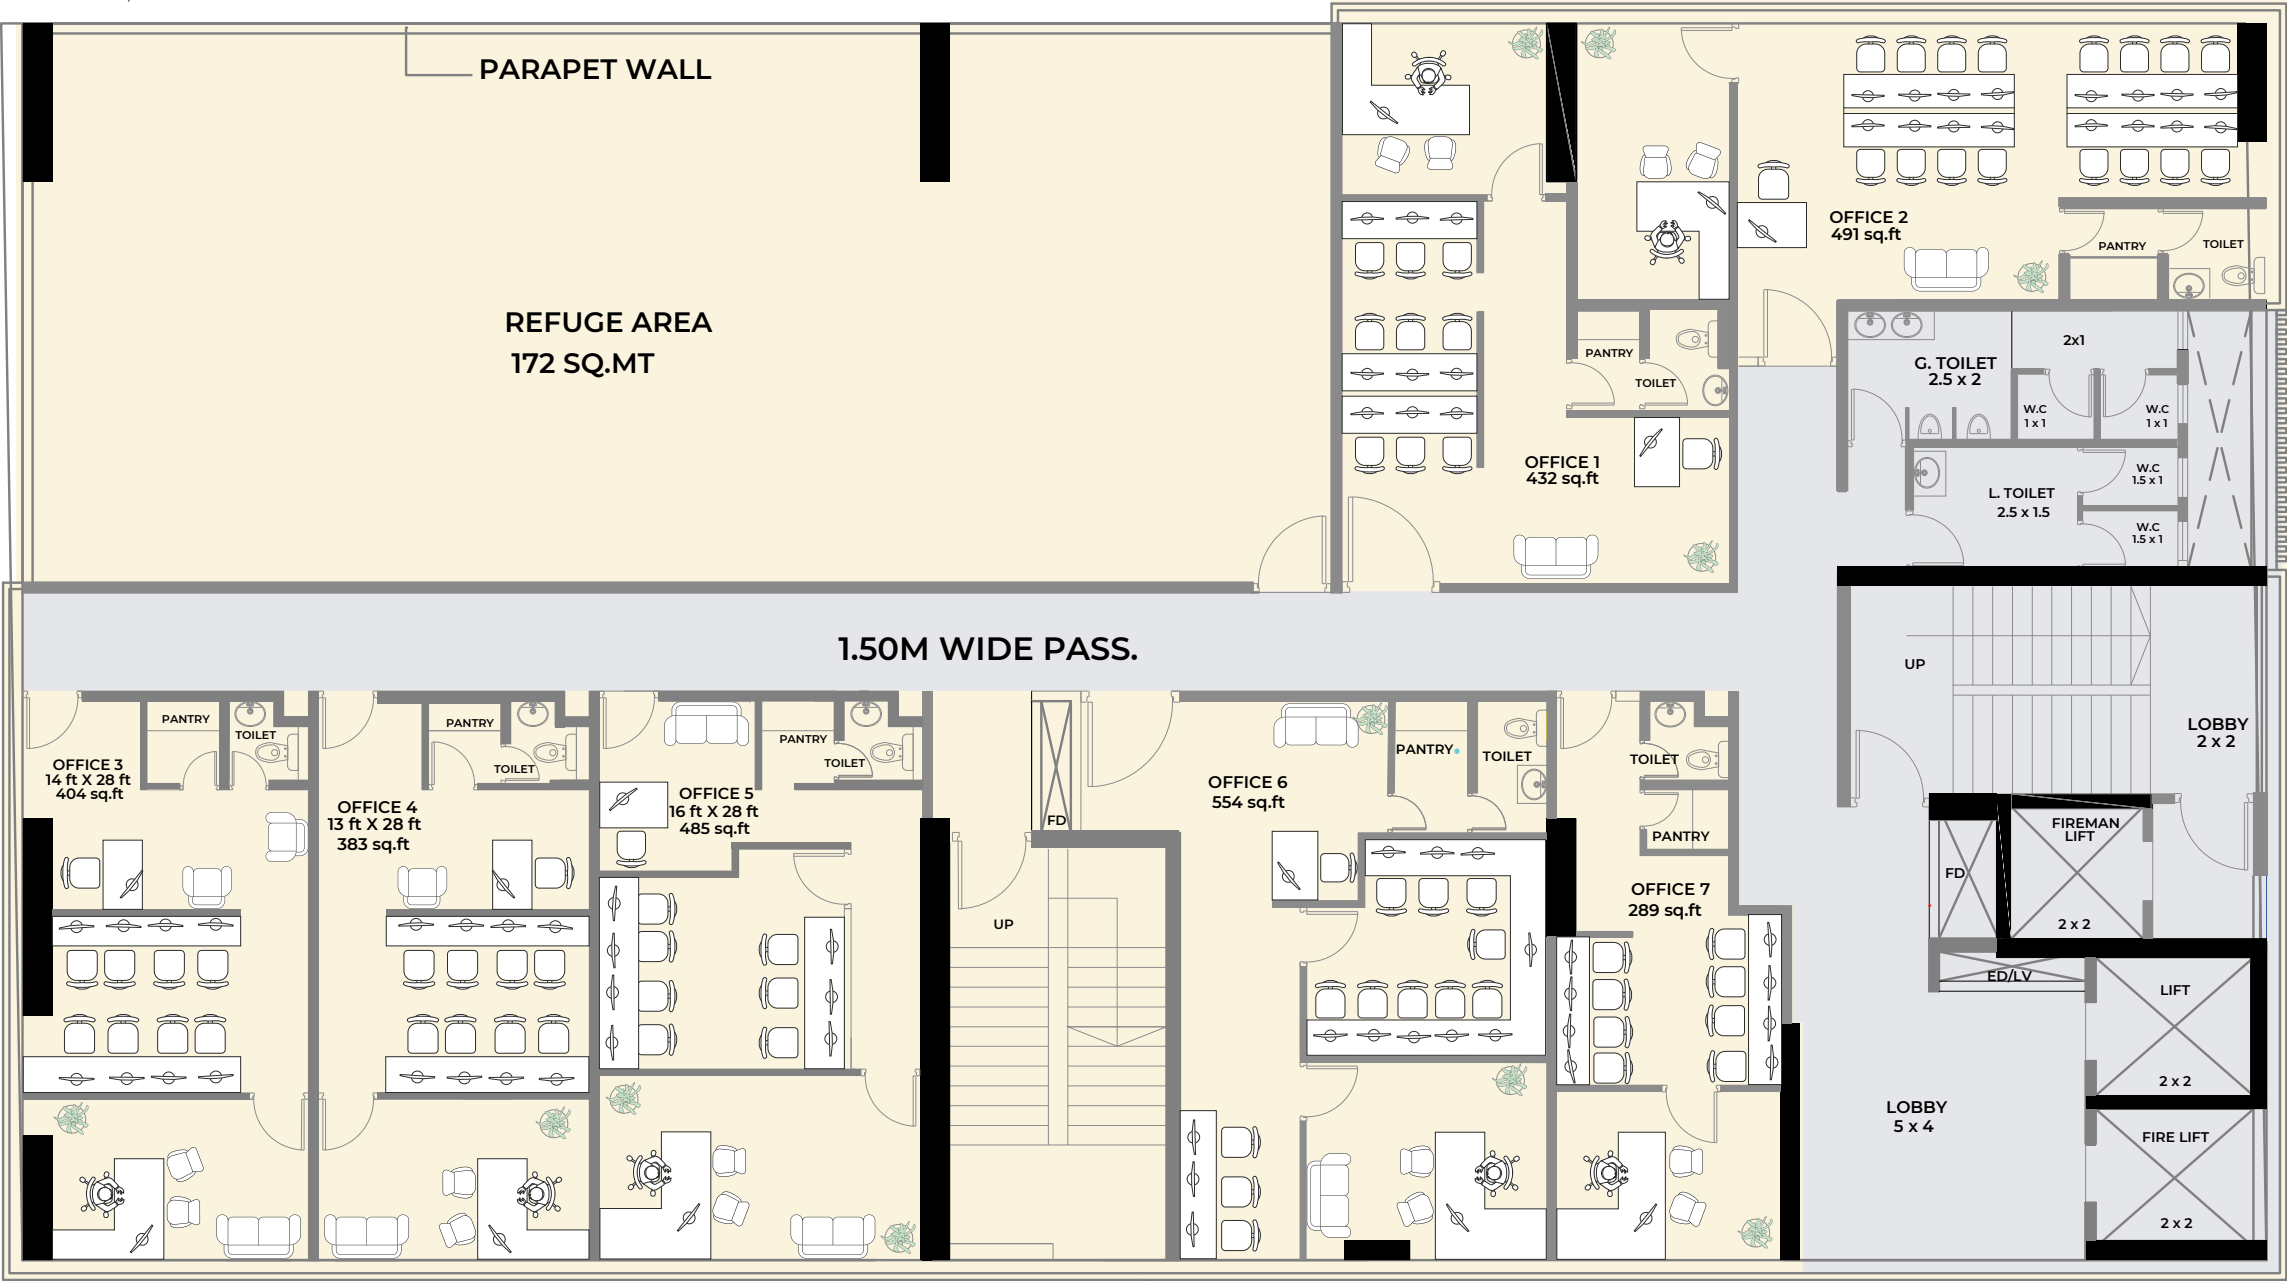 PARAPET WALL
REFUGE AREA
172 SQ.MT
OFFICE 2
491 sq.ft
PANTRY
TOILET
PANTRY
TOILET
OFFICE 1
432 sq.ft
G. TOILET
2.5 x 2
2x1
W.C
1 x 1
W.C
1 x 1
L. TOILET
2.5 x 1.5
W.C
1.5 x 1
W.C
1.5 x 1
1.50M WIDE PASS.
UP
LOBBY
2 x 2
PANTRY
TOILET
OFFICE 3
14 ft X 28 ft
404 sq.ft
PANTRY
TOILET
OFFICE 4
13 ft X 28 ft
383 sq.ft
PANTRY
TOILET
OFFICE 5
16 ft X 28 ft
485 sq.ft
FD
UP
OFFICE 6
554 sq.ft
PANTRY
TOILET
TOILET
PANTRY
OFFICE 7
289 sq.ft
FIREMAN
LIFT
2 x 2
FD
ED/LV
LIFT
2 x 2
LOBBY
5 x 4
FIRE LIFT
2 x 2